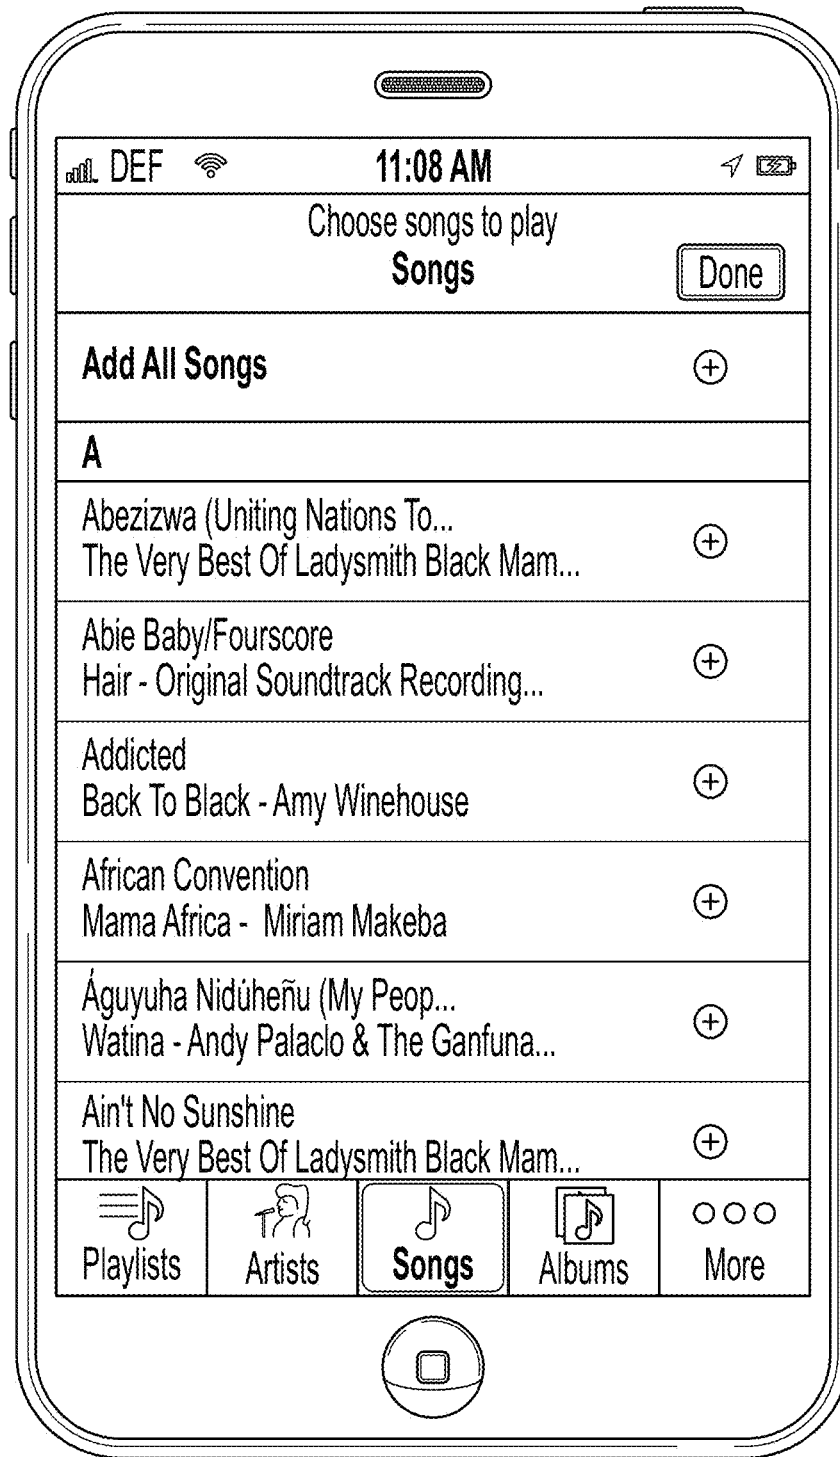 DEF 11:08 AM
Choose songs to play
Songs
Done
Add All Songs
A
Abezizwa (Uniting Nations To...
The Very Best Of Ladysmith Black Mam...
Abie Baby/Fourscore
Hair - Original Soundtrack Recording...
Addicted
Back To Black - Amy Winehouse
African Convention
Mama Africa - Miriam Makeba
Águyuha Nidúheñu (My Peop...
Watina - Andy Palaclo & The Ganfuna...
Ain't No Sunshine
The Very Best Of Ladysmith Black Mam...
Playlists Artists Songs Albums More